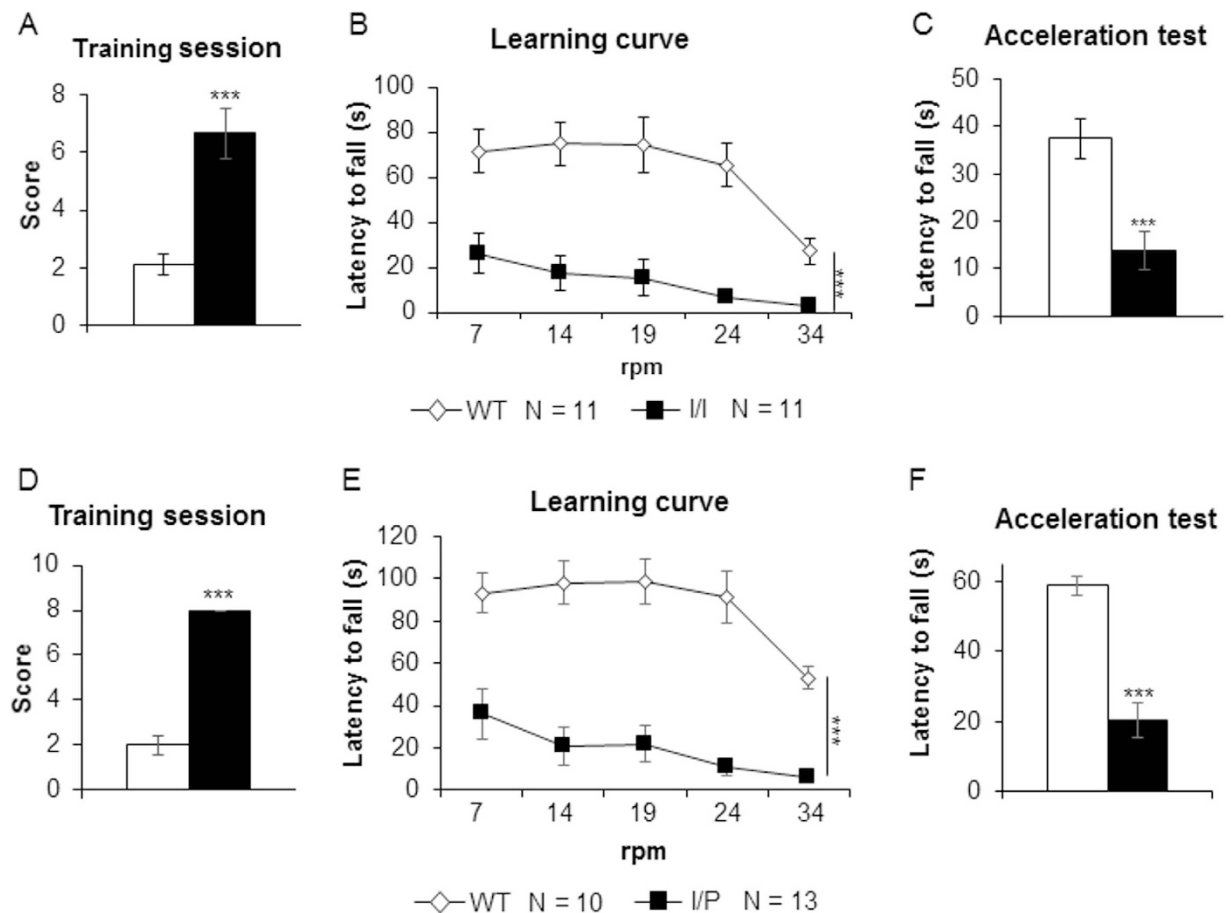 A
Training session
Score
8
6
4
2
0
***
B
Learning curve
Latency to fall (s)
100
80
60
40
20
0
***
7 14 19 24 34
rpm
C
Acceleration test
Latency to fall (s)
50
40
30
20
10
0
***
WT N = 11 I/I N = 11
D
Training session
Score
10
8
6
4
2
0
***
E
Learning curve
Latency to fall (s)
120
100
80
60
40
20
0
***
7 14 19 24 34
rpm
F
Acceleration test
Latency to fall (s)
60
40
20
0
***
WT N = 10 I/P N = 13